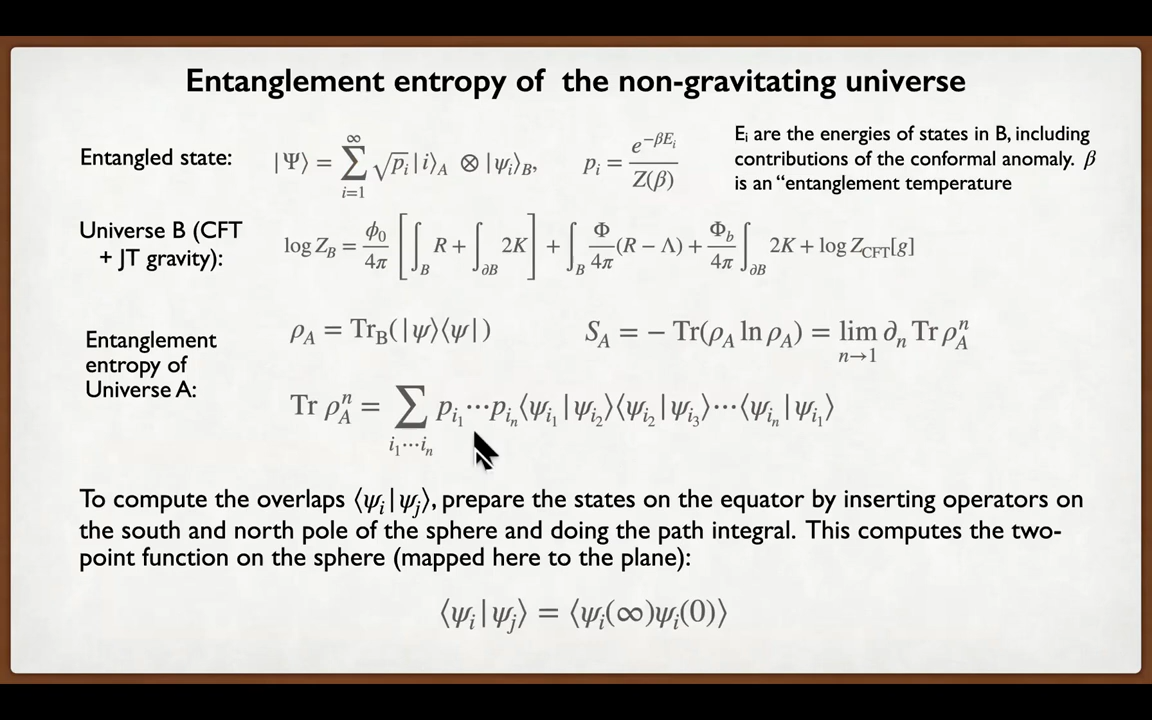 Entanglement entropy of the non-gravitating universe
Entangled state:
|Ψ⟩ = ∑_{i=1}^{∞} √p_i |i⟩_A ⊗ |ψ_i⟩_B, p_i = e^{−βE_i} / Z(β)
E_i are the energies of states in B, including
contributions of the conformal anomaly. β
is an “entanglement temperature
Universe B (CFT
+ JT gravity):
log Z_B = ϕ_0/4π [∫_B R + ∫_{∂B} 2K] + ∫_B Φ/4π (R − Λ) + Φ_b/4π ∫_{∂B} 2K + log Z_CFT[g]
Entanglement
entropy of
Universe A:
ρ_A = Tr_B(|ψ⟩⟨ψ|) S_A = − Tr(ρ_A ln ρ_A) = lim_{n→1} ∂_n Tr ρ_A^n
Tr ρ_A^n = ∑_{i_1⋯i_n} p_{i_1}⋯p_{i_n}⟨ψ_{i_1}|ψ_{i_2}⟩⟨ψ_{i_2}|ψ_{i_3}⟩⋯⟨ψ_{i_n}|ψ_{i_1}⟩
To compute the overlaps ⟨ψ_i|ψ_j⟩, prepare the states on the equator by inserting operators on
the south and north pole of the sphere and doing the path integral. This computes the two-
point function on the sphere (mapped here to the plane):
⟨ψ_i|ψ_j⟩ = ⟨ψ_i(∞)ψ_i(0)⟩